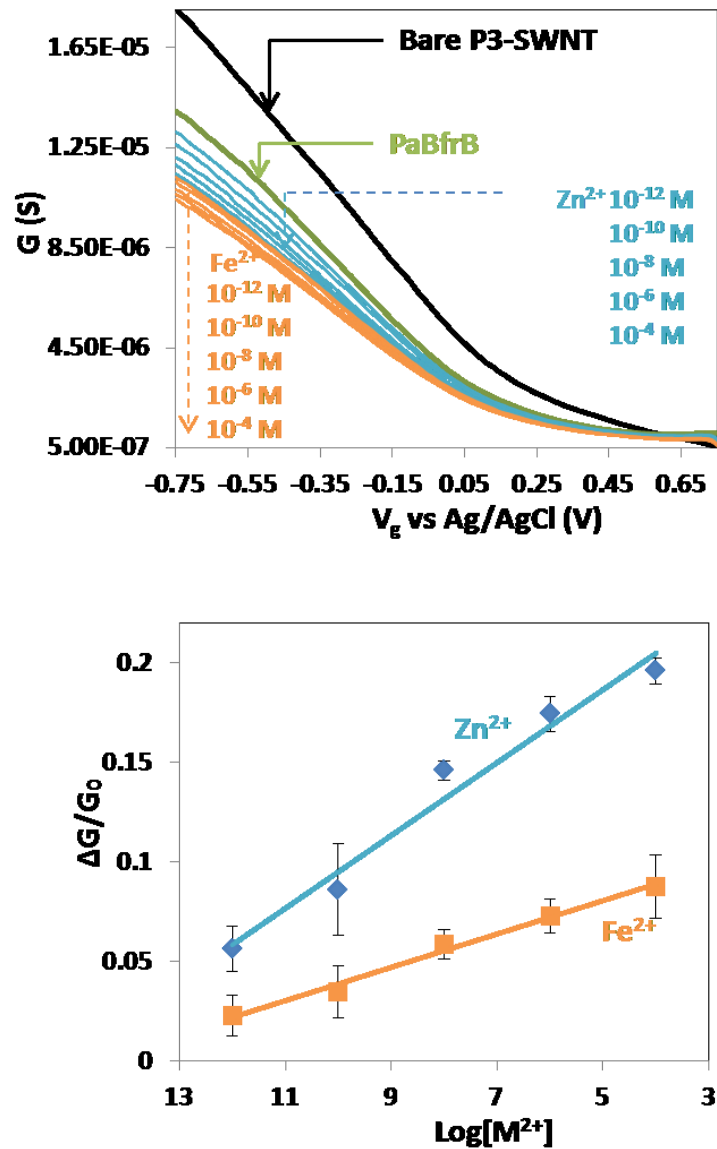 1.65E-05
1.25E-05
8.50E-06
4.50E-06
5.00E-07
G (S)
Bare P3-SWNT
PaBfrB
Zn²⁺ 10⁻¹² M
10⁻¹⁰ M
10⁻⁸ M
10⁻⁶ M
10⁻⁴ M
Fe²⁺
10⁻¹² M
10⁻¹⁰ M
10⁻⁸ M
10⁻⁶ M
10⁻⁴ M
-0.75 -0.55 -0.35 -0.15 0.05 0.25 0.45 0.65
Vg vs Ag/AgCl (V)
0.2
0.15
0.1
0.05
0
ΔG/G₀
Zn²⁺
Fe²⁺
13 11 9 7 5 3
Log[M²⁺]